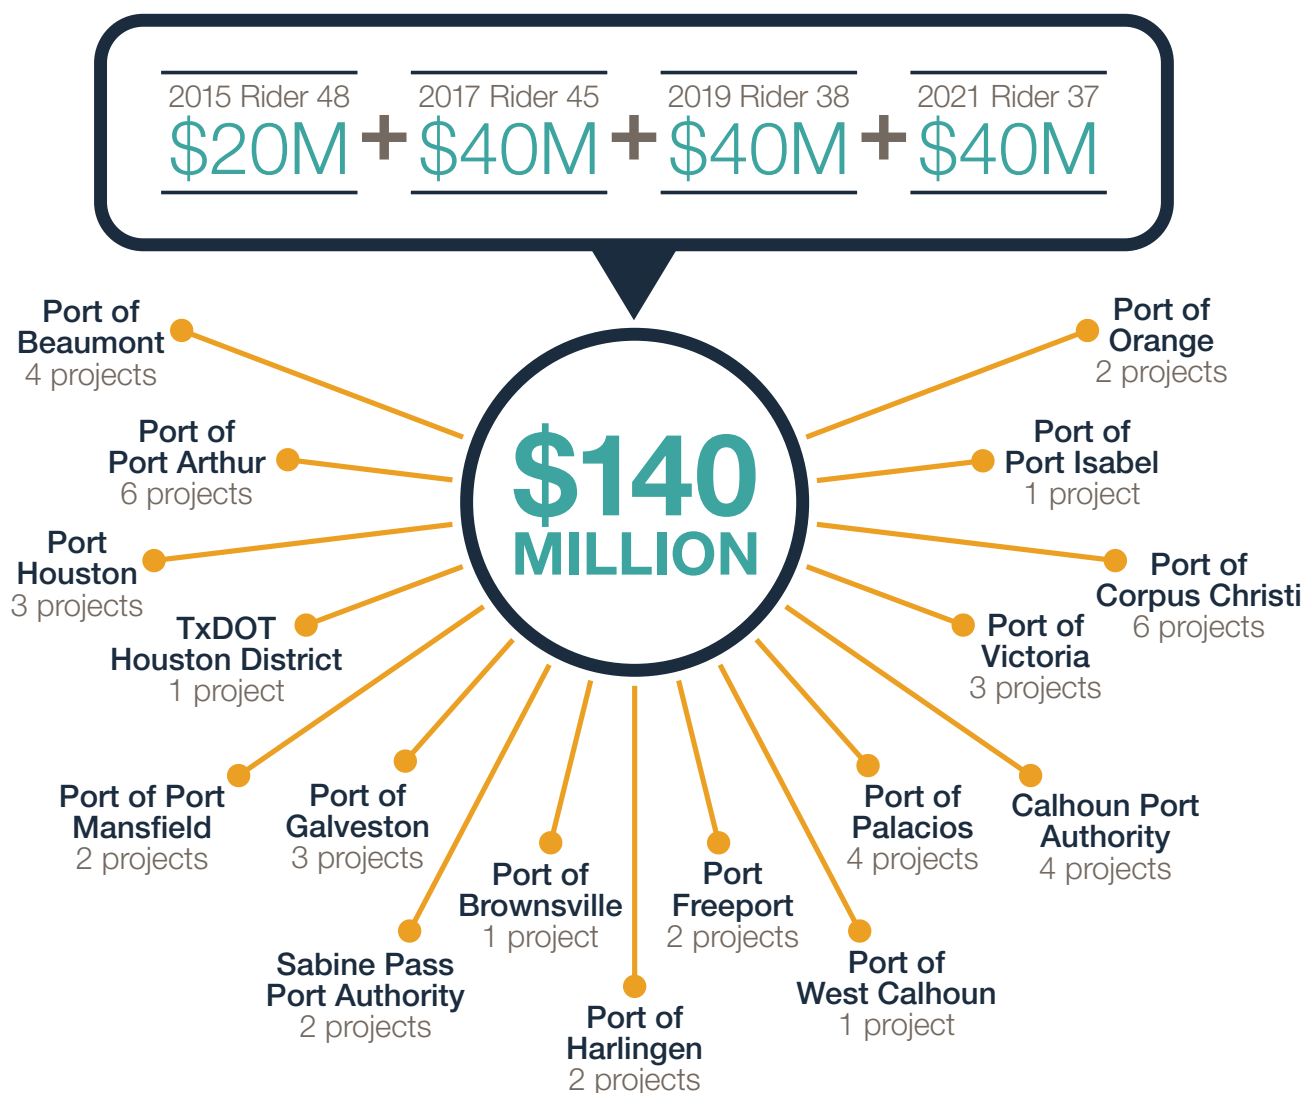 2015 Rider 48
$20M
+
2017 Rider 45
$40M
+
2019 Rider 38
$40M
+
2021 Rider 37
$40M
$140
MILLION
Port of
Beaumont
4 projects
Port of
Port Arthur
6 projects
Port
Houston
3 projects
TxDOT
Houston District
1 project
Port of Port
Mansfield
2 projects
Port of
Galveston
3 projects
Sabine Pass
Port Authority
2 projects
Port of
Brownsville
1 project
Port of
Harlingen
2 projects
Port
Freeport
2 projects
Port of
West Calhoun
1 project
Port of
Palacios
4 projects
Calhoun Port
Authority
4 projects
Port of
Victoria
3 projects
Port of
Corpus Christi
6 projects
Port of
Port Isabel
1 project
Port of
Orange
2 projects